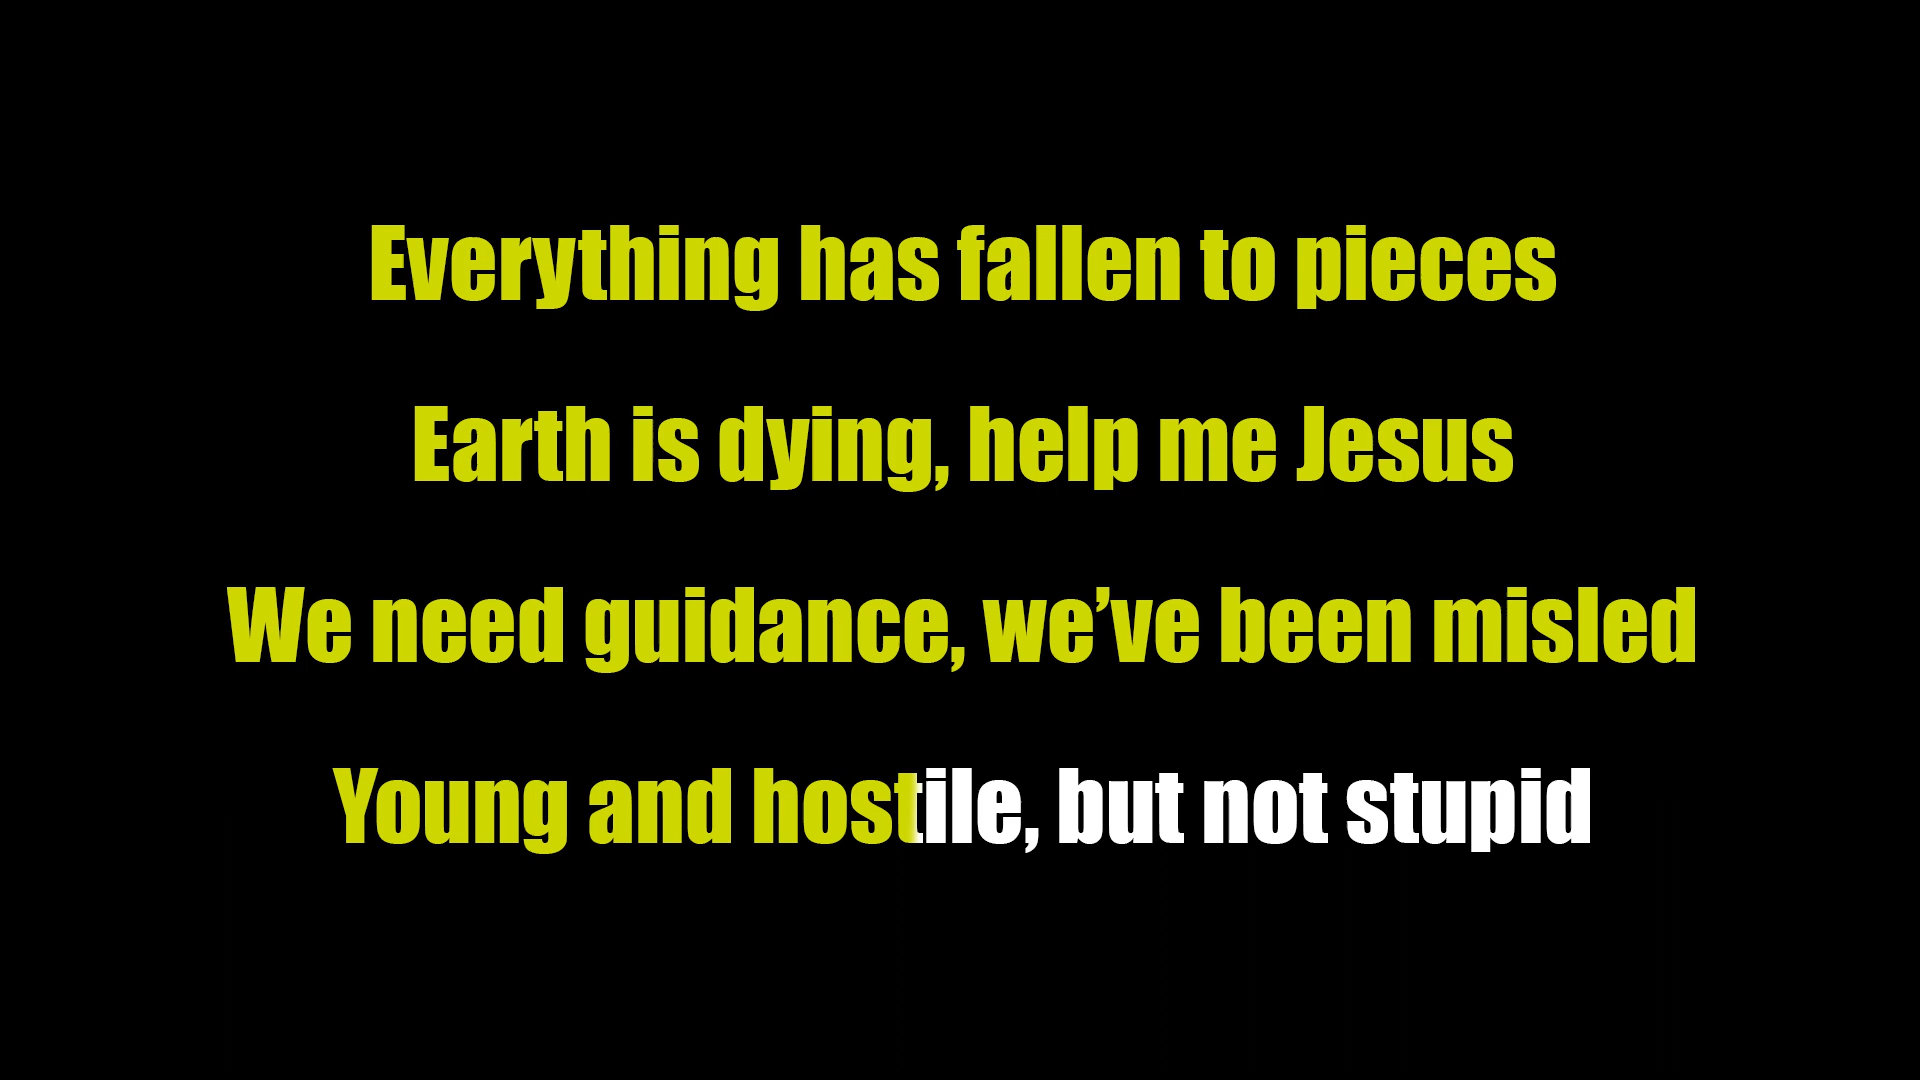 Everything has fallen to pieces
Earth is dying, help me Jesus
We need guidance, we’ve been misled
Young and hostile, but not stupid